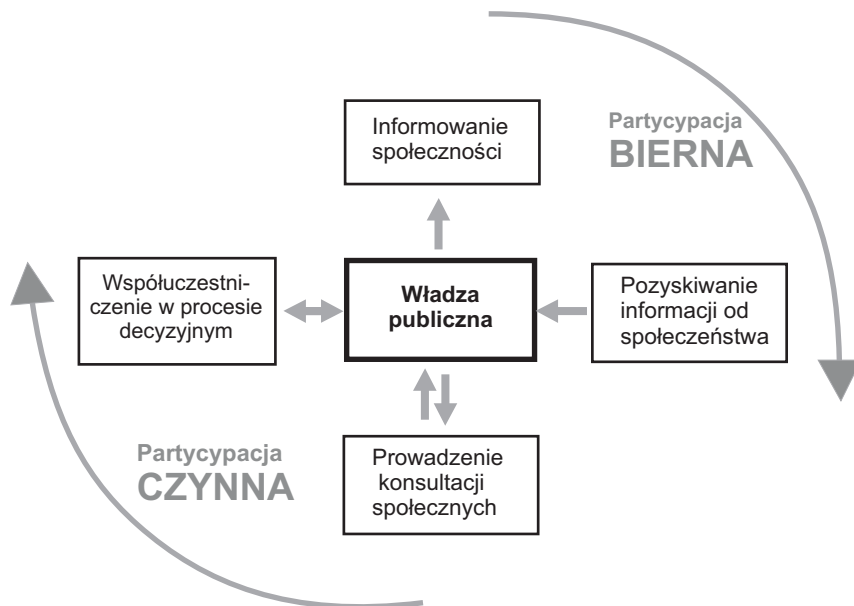 Informowanie
społeczności
Partycypacja
BIERNA
Współuczestni-
czenie w procesie
decyzyjnym
Władza
publiczna
Pozyskiwanie
informacji od
społeczeństwa
Partycypacja
CZYNNA
Prowadzenie
konsultacji
społecznych